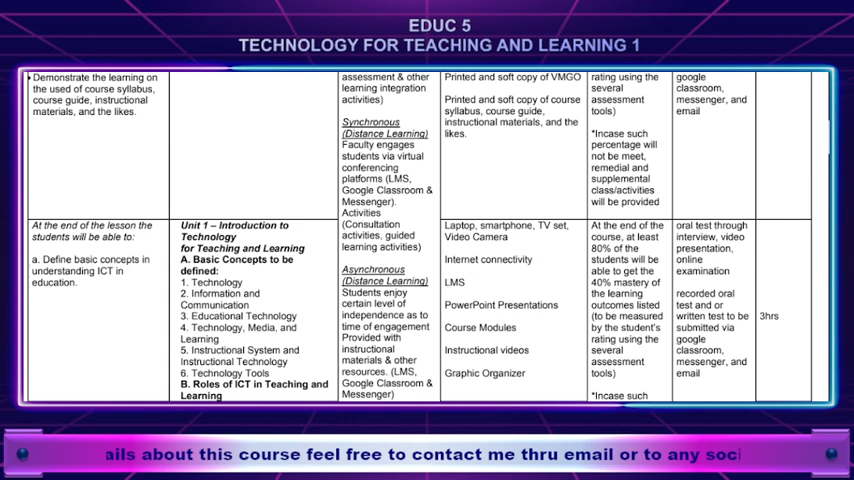 EDUC 5
TECHNOLOGY FOR TEACHING AND LEARNING 1
Demonstrate the learning on
the used of course syllabus,
course guide, instructional
materials, and the likes.
assessment & other
learning integration
activities)
Synchronous
(Distance Learning)
Faculty engages
students via virtual
conferencing
platforms (LMS,
Google Classroom &
Messenger).
Activities
(Consultation
activities, guided
learning activities)
Printed and soft copy of VMGO
Printed and soft copy of course
syllabus, course guide,
instructional materials, and the
likes.
rating using the
several
assessment
tools)
*Incase such
percentage will
not be meet,
remedial and
supplemental
class/activities
will be provided
google
classroom,
messenger, and
email
At the end of the lesson the
students will be able to:
a. Define basic concepts in
understanding ICT in
education.
Unit 1 – Introduction to
Technology
for Teaching and Learning
A. Basic Concepts to be
defined:
1. Technology
2. Information and
Communication
3. Educational Technology
4. Technology, Media, and
Learning
5. Instructional System and
Instructional Technology
6. Technology Tools
B. Roles of ICT in Teaching and
Learning
Asynchronous
(Distance Learning)
Students enjoy
certain level of
independence as to
time of engagement
Provided with
instructional
materials & other
resources. (LMS,
Google Classroom &
Messenger)
Laptop, smartphone, TV set,
Video Camera
Internet connectivity
LMS
PowerPoint Presentations
Course Modules
Instructional videos
Graphic Organizer
At the end of the
course, at least
80% of the
students will be
able to get the
40% mastery of
the learning
outcomes listed
(to be measured
by the student's
rating using the
several
assessment
tools)
*Incase such
oral test through
interview, video
presentation,
online
examination
recorded oral
test and or
written test to be
submitted via
google
classroom,
messenger, and
email
3hrs
ails about this course feel free to contact me thru email or to any soci